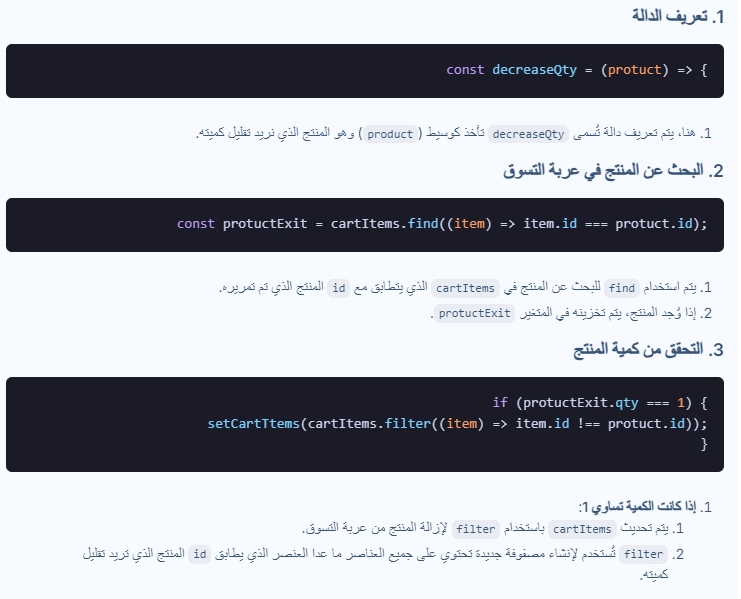 1. تعريف الدالة
const decreaseQty = (protuct) => {
1. هنا، يتم تعريف دالة تُسمى decreaseQty تأخذ كوسيط (product) وهو المنتج الذي نريد تقليل كميته.
2. البحث عن المنتج في عربة التسوق
const protuctExit = cartItems.find((item) => item.id === protuct.id);
1. يتم استخدام find للبحث عن المنتج في cartItems الذي يتطابق مع id المنتج الذي تم تمريره.
2. إذا وُجد المنتج، يتم تخزينه في المتغير protuctExit.
3. التحقق من كمية المنتج
if (protuctExit.qty === 1) {
setCartTtems(cartItems.filter((item) => item.id !== protuct.id));
}
1. إذا كانت الكمية تساوي 1:
1. يتم تحديث cartItems باستخدام filter لإزالة المنتج من عربة التسوق.
2. filter تُستخدم لإنشاء مصفوفة جديدة تحتوي على جميع العناصر ما عدا العنصر الذي يطابق id المنتج الذي تريد تقليل
كميته.